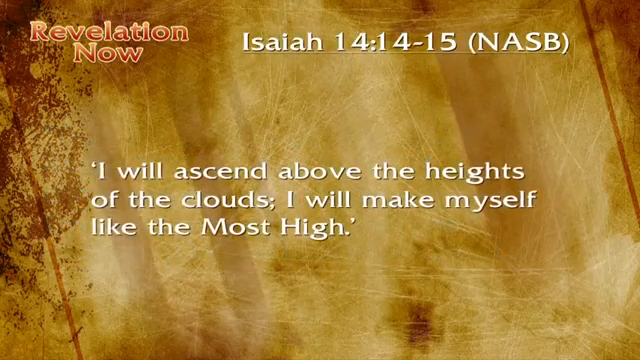 Revelation
Now
Isaiah 14:14-15 (NASB)
‘I will ascend above the heights
of the clouds; I will make myself
like the Most High.’